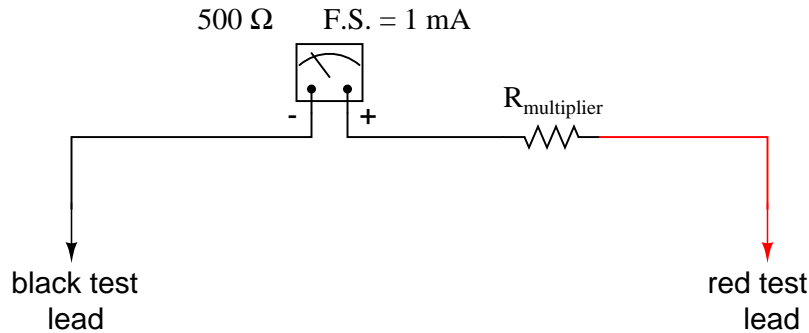 500 Ω F.S. = 1 mA
- +
Rmultiplier
black test
lead
red test
lead